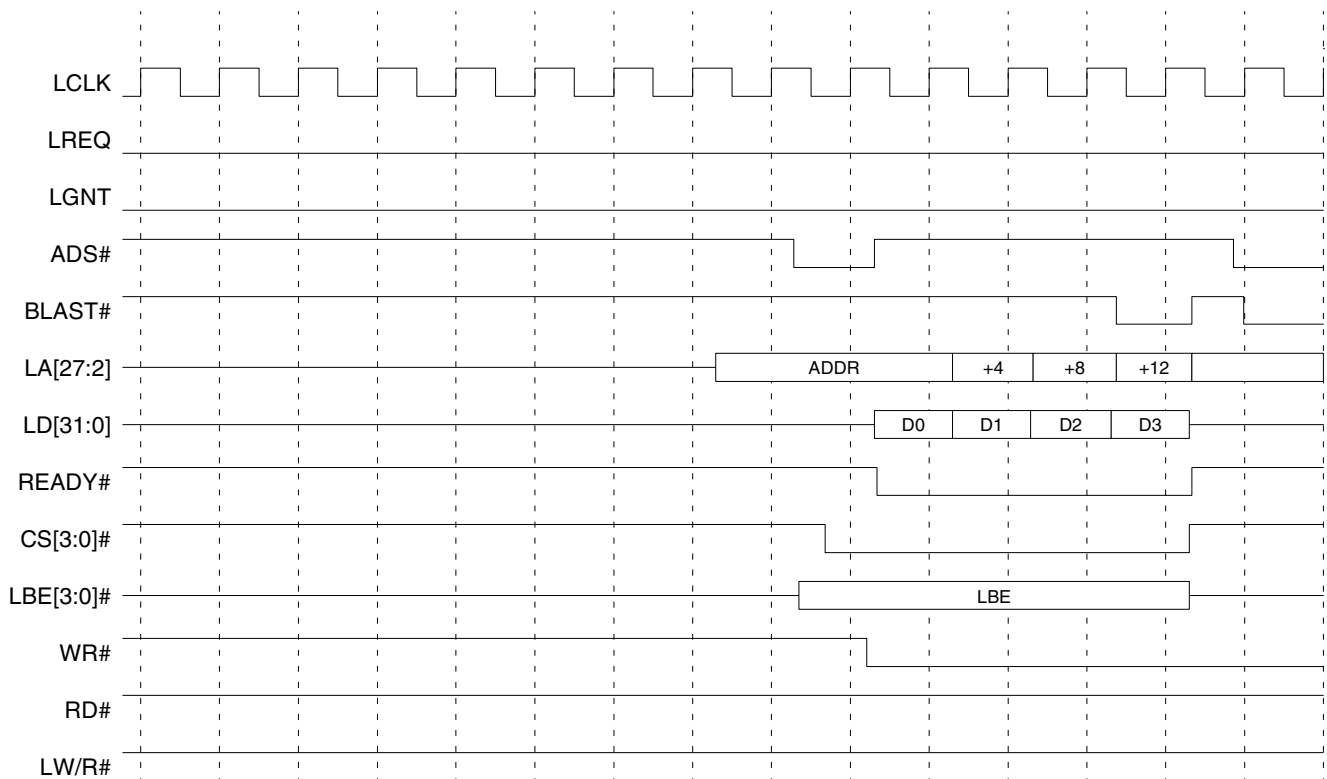 LCLK
LREQ
LGNT
ADS#
BLAST#
LA[27:2] ADDR +4 +8 +12
LD[31:0] D0 D1 D2 D3
READY#
CS[3:0]#
LBE[3:0]# LBE
WR#
RD#
LW/R#